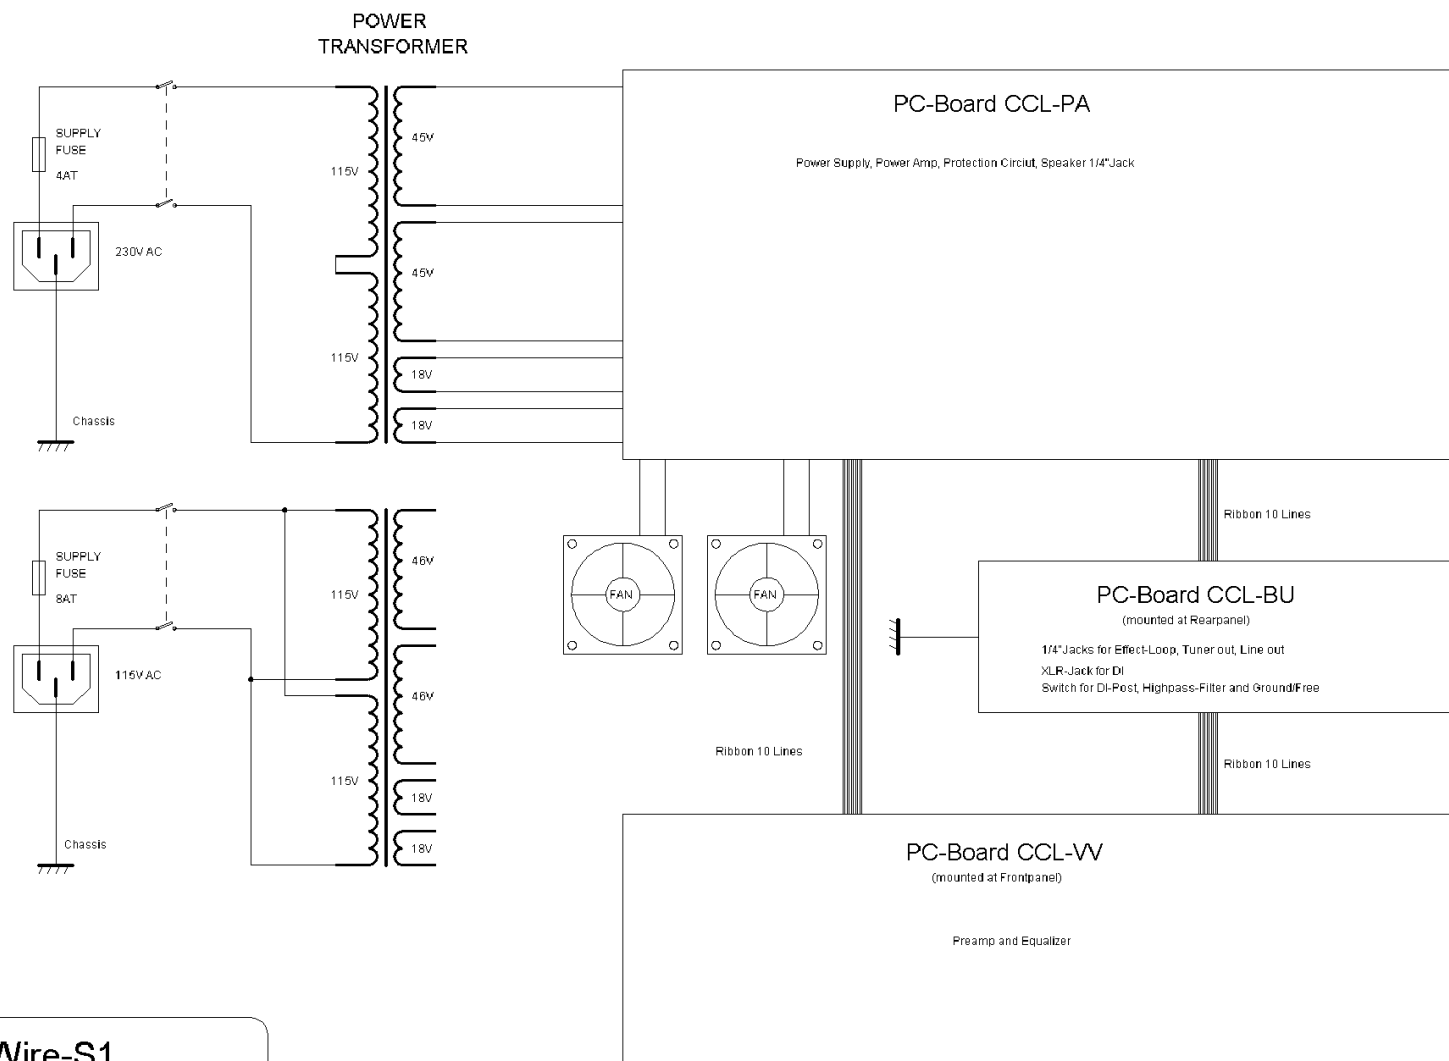 POWER
TRANSFORMER
SUPPLY
FUSE
4AT
230V AC
Chassis
115V
115V
45V
45V
18V
18V
PC-Board CCL-PA
Power Supply, Power Amp, Protection Circiut, Speaker 1/4"Jack
SUPPLY
FUSE
8AT
115V AC
Chassis
115V
115V
46V
46V
18V
18V
FAN
FAN
Ribbon 10 Lines
Ribbon 10 Lines
PC-Board CCL-BU
(mounted at Rearpanel)
1/4"Jacks for Effect-Loop, Tuner out, Line out
XLR-Jack for DI
Switch for DI-Post, Highpass-Filter and Ground/Free
Ribbon 10 Lines
PC-Board CCL-VV
(mounted at Frontpanel)
Preamp and Equalizer
Wire-S1